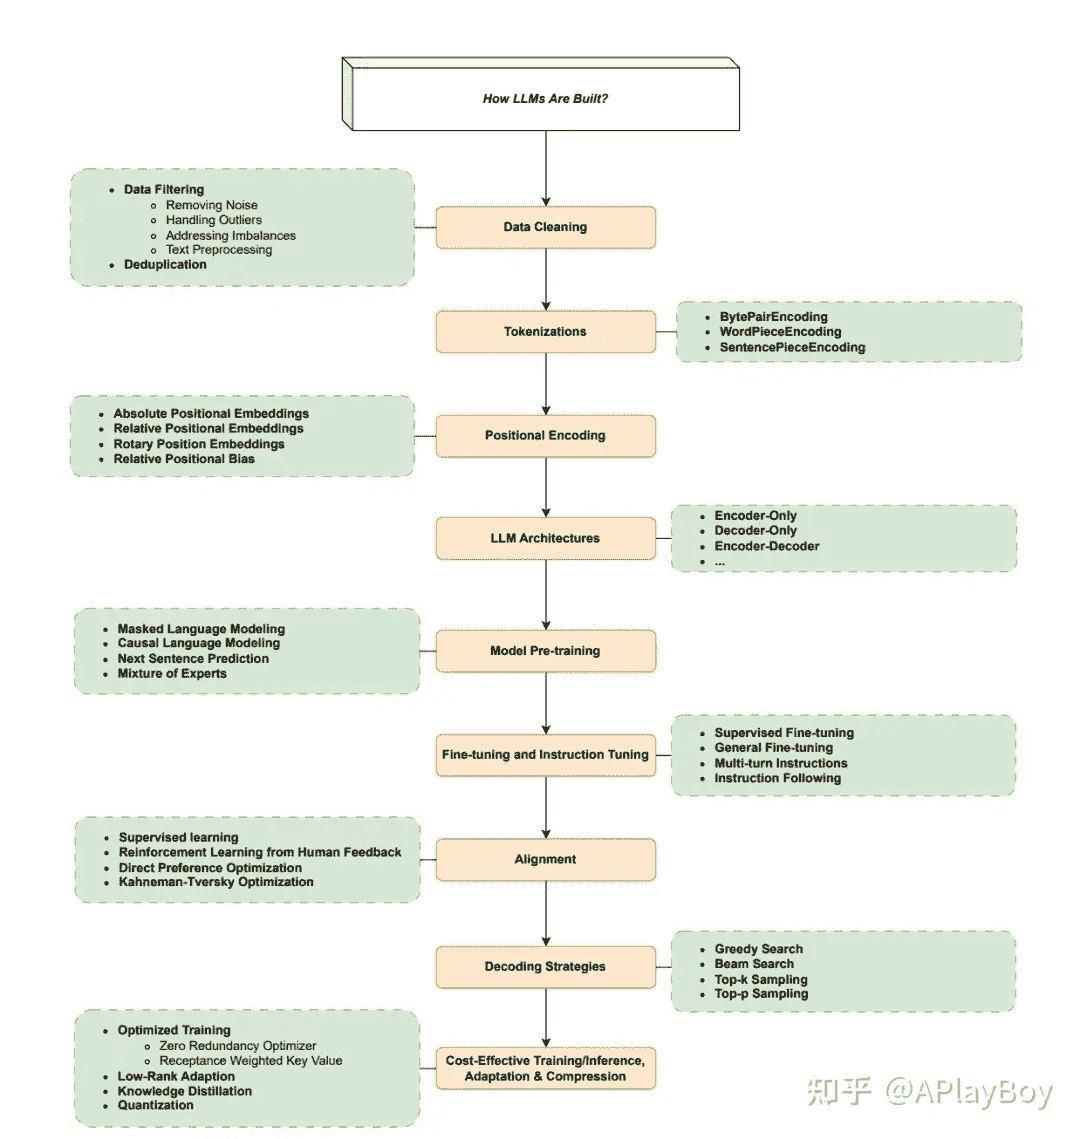 How LLMs Are Built?
• Data Filtering
○ Removing Noise
○ Handling Outliers
○ Addressing Imbalances
○ Text Preprocessing
• Deduplication
Data Cleaning
Tokenizations
• BytePairEncoding
• WordPieceEncoding
• SentencePieceEncoding
• Absolute Positional Embeddings
• Relative Positional Embeddings
• Rotary Position Embeddings
• Relative Positional Bias
Positional Encoding
LLM Architectures
• Encoder-Only
• Decoder-Only
• Encoder-Decoder
• ...
• Masked Language Modeling
• Causal Language Modeling
• Next Sentence Prediction
• Mixture of Experts
Model Pre-training
Fine-tuning and Instruction Tuning
• Supervised Fine-tuning
• General Fine-tuning
• Multi-turn Instructions
• Instruction Following
• Supervised learning
• Reinforcement Learning from Human Feedback
• Direct Preference Optimization
• Kahneman-Tversky Optimization
Alignment
Decoding Strategies
• Greedy Search
• Beam Search
• Top-k Sampling
• Top-p Sampling
• Optimized Training
○ Zero Redundancy Optimizer
○ Receptance Weighted Key Value
• Low-Rank Adaption
• Knowledge Distillation
• Quantization
Cost-Effective Training/Inference,
Adaptation & Compression
知乎 @APlayBoy